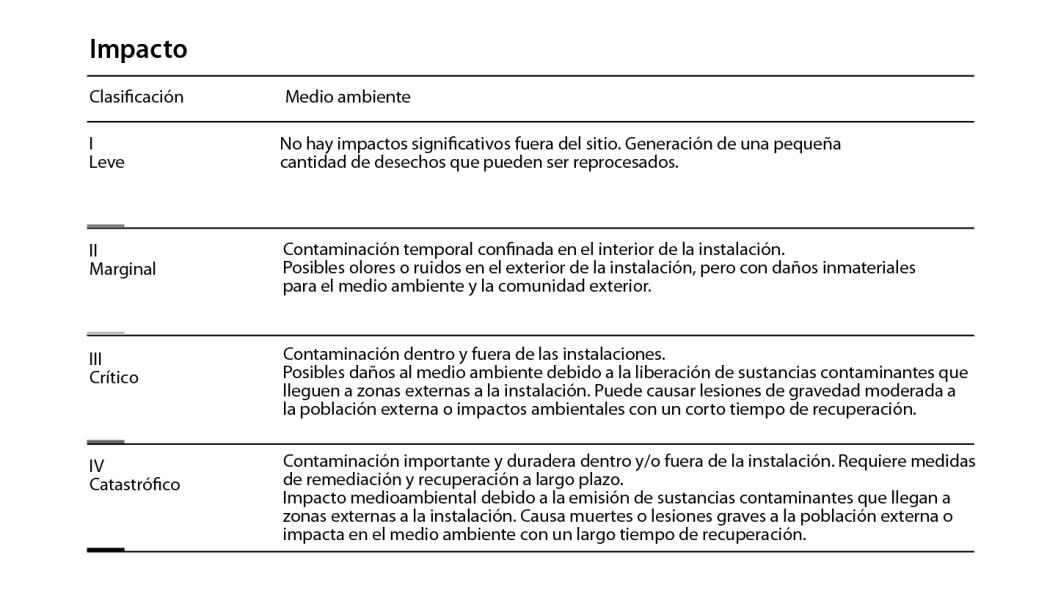 Impacto
Clasificación Medio ambiente
I
Leve
No hay impactos significativos fuera del sitio. Generación de una pequeña
cantidad de desechos que pueden ser reprocesados.
II
Marginal
Contaminación temporal confinada en el interior de la instalación.
Posibles olores o ruidos en el exterior de la instalación, pero con daños inmateriales
para el medio ambiente y la comunidad exterior.
III
Crítico
Contaminación dentro y fuera de las instalaciones.
Posibles daños al medio ambiente debido a la liberación de sustancias contaminantes que
lleguen a zonas externas a la instalación. Puede causar lesiones de gravedad moderada a
la población externa o impactos ambientales con un corto tiempo de recuperación.
IV
Catastrófico
Contaminación importante y duradera dentro y/o fuera de la instalación. Requiere medidas
de remediación y recuperación a largo plazo.
Impacto medioambiental debido a la emisión de sustancias contaminantes que llegan a
zonas externas a la instalación. Causa muertes o lesiones graves a la población externa o
impacta en el medio ambiente con un largo tiempo de recuperación.